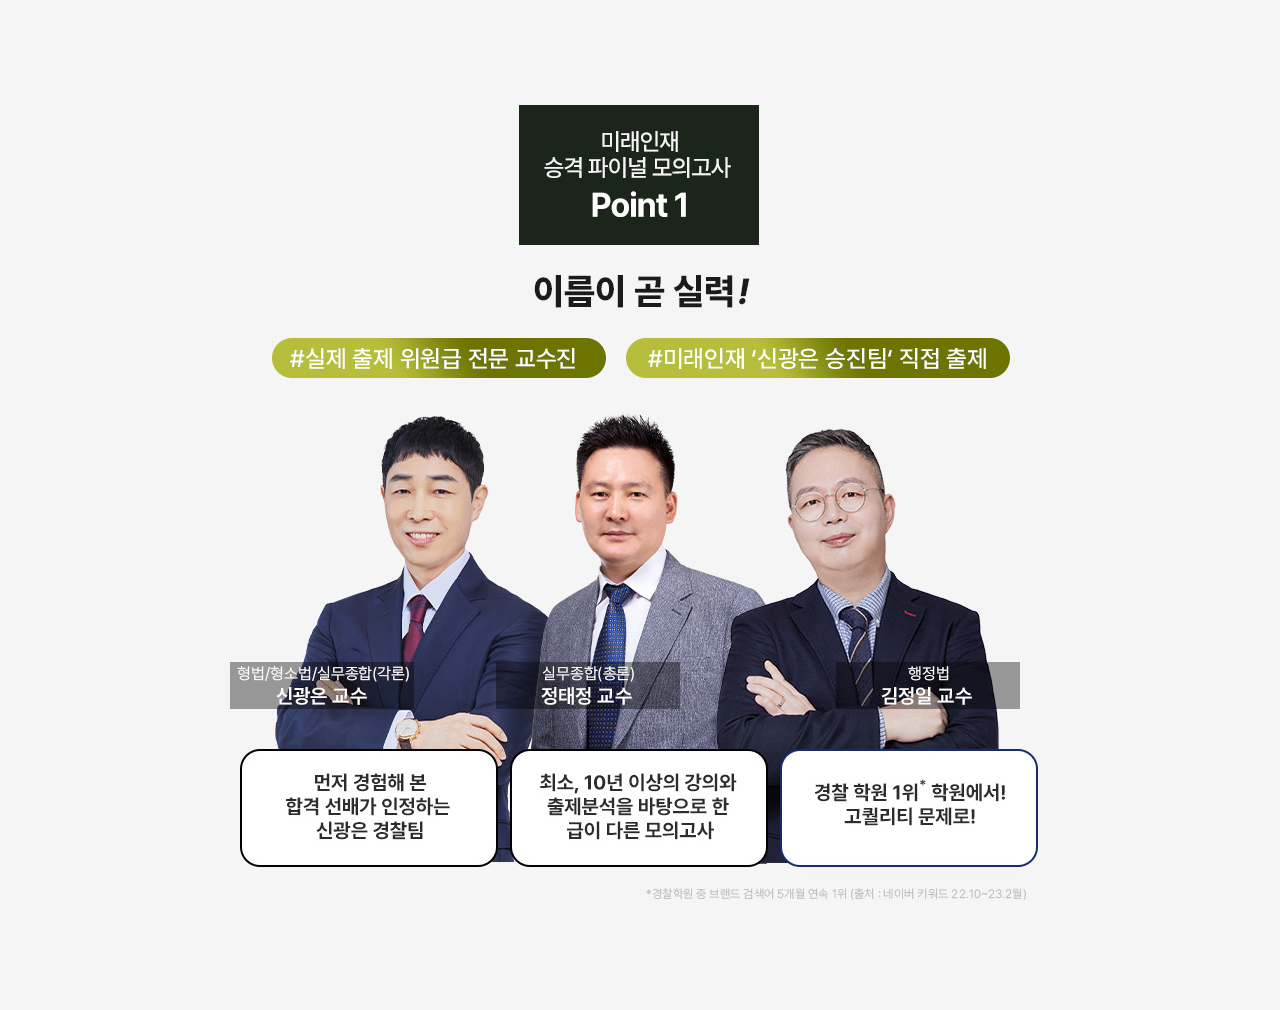 미래인재
승격 파이널 모의고사
Point 1
이름이 곧 실력!
#실제 출제 위원급 전문 교수진
#미래인재 ‘신광은 승진팀‘ 직접 출제
형법/형소법/실무종합(각론)
신광은 교수
실무종합(총론)
정태정 교수
행정법
김정일 교수
먼저 경험해 본
합격 선배가 인정하는
신광은 경찰팀
최소, 10년 이상의 강의와
출제분석을 바탕으로 한
급이 다른 모의고사
경찰 학원 1위* 학원에서!
고퀄리티 문제로!
*경찰학원 중 브랜드 검색어 5개월 연속 1위 (출처 : 네이버 키워드 22.10~23.2월)